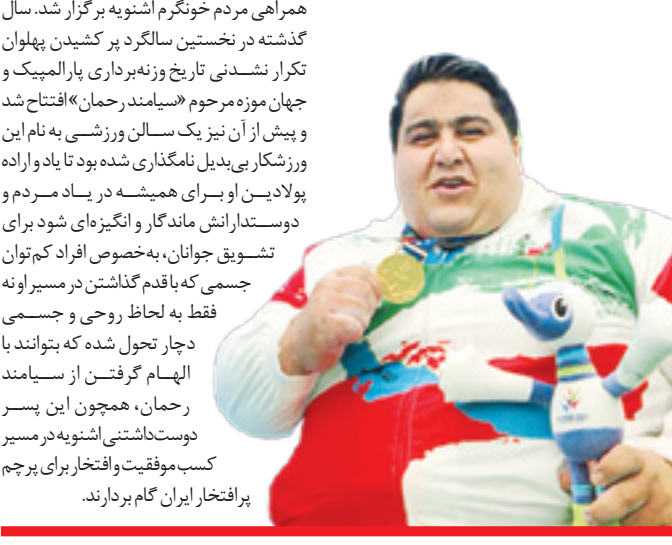 همراهی مردم خونگرم اشنویه برگزار شد. سال
گذشته در نخستین سالگرد پر کشیدن پهلوان
تکرار نشدنی تاریخ وزنه‌برداری پارالمپیک و
جهان موزه مرحوم «سیامند رحمان» افتتاح شد
و پیش از آن نیز یک سالن ورزشی به نام این
ورزشکار بی‌بدیل نامگذاری شده بود تا یاد و اراده
پولادین او برای همیشه در یاد مردم و
دوستدارانش ماندگار و انگیزه‌ای شود برای
تشویق جوانان، به‌خصوص افراد کم‌توان
جسمی که با قدم گذاشتن در مسیر او نه
فقط به لحاظ روحی و جسمی
دچار تحول شده که بتوانند با
الهام گرفتن از سیامند
رحمان، همچون این پسر
دوست‌داشتنی اشنویه در مسیر
کسب موفقیت و افتخار برای پرچم
پرافتخار ایران گام بردارند.